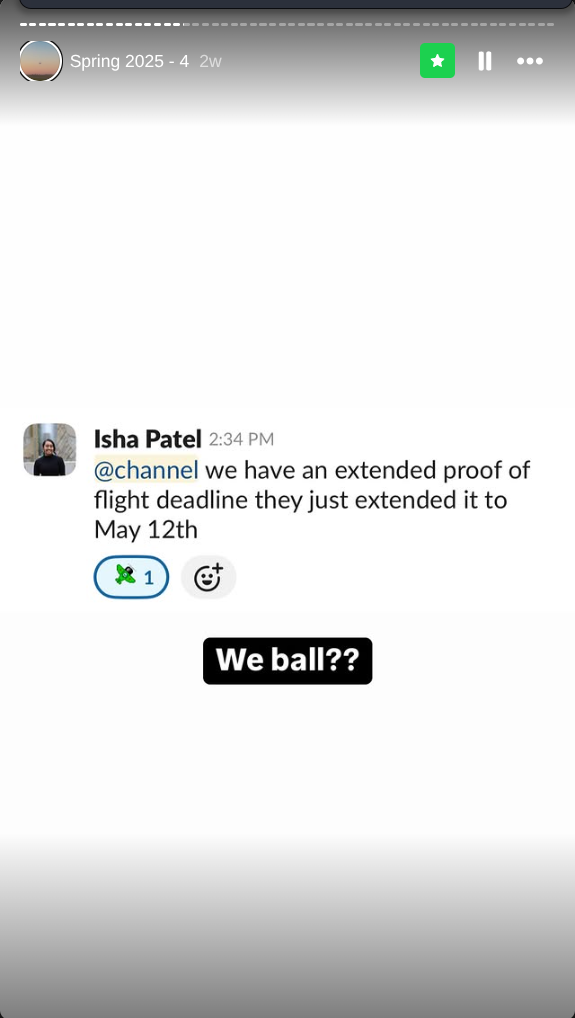 Spring 2025 - 4 2w
Isha Patel 2:34 PM
@channel we have an extended proof of
flight deadline they just extended it to
May 12th
1
We ball??